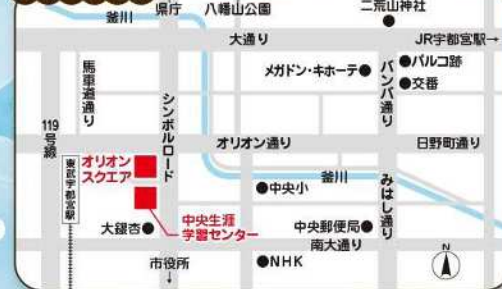 釜川
県庁
八幡山公園
二荒山神社
大通り
JR宇都宮駅→
馬車道通り
メガドン・キホーテ
バンバ通り
パルコ跡
交番
119号線
シンボルロード
オリオン通り
日野町通り
東武宇都宮駅
オリオン
スクエア
釜川
中央小
みはし通り
中央生涯
学習センター
大銀杏
中央郵便局
南大通り
市役所
↓
NHK
N